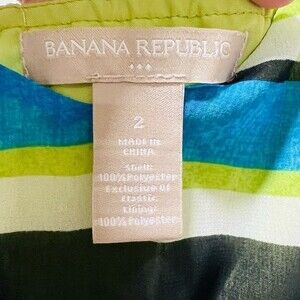 BANANA REPUBLIC
2
MADE IN
CHINA
Shell:
100% Polyester
Exclusive of
Elastic
Lining:
100% Polyester